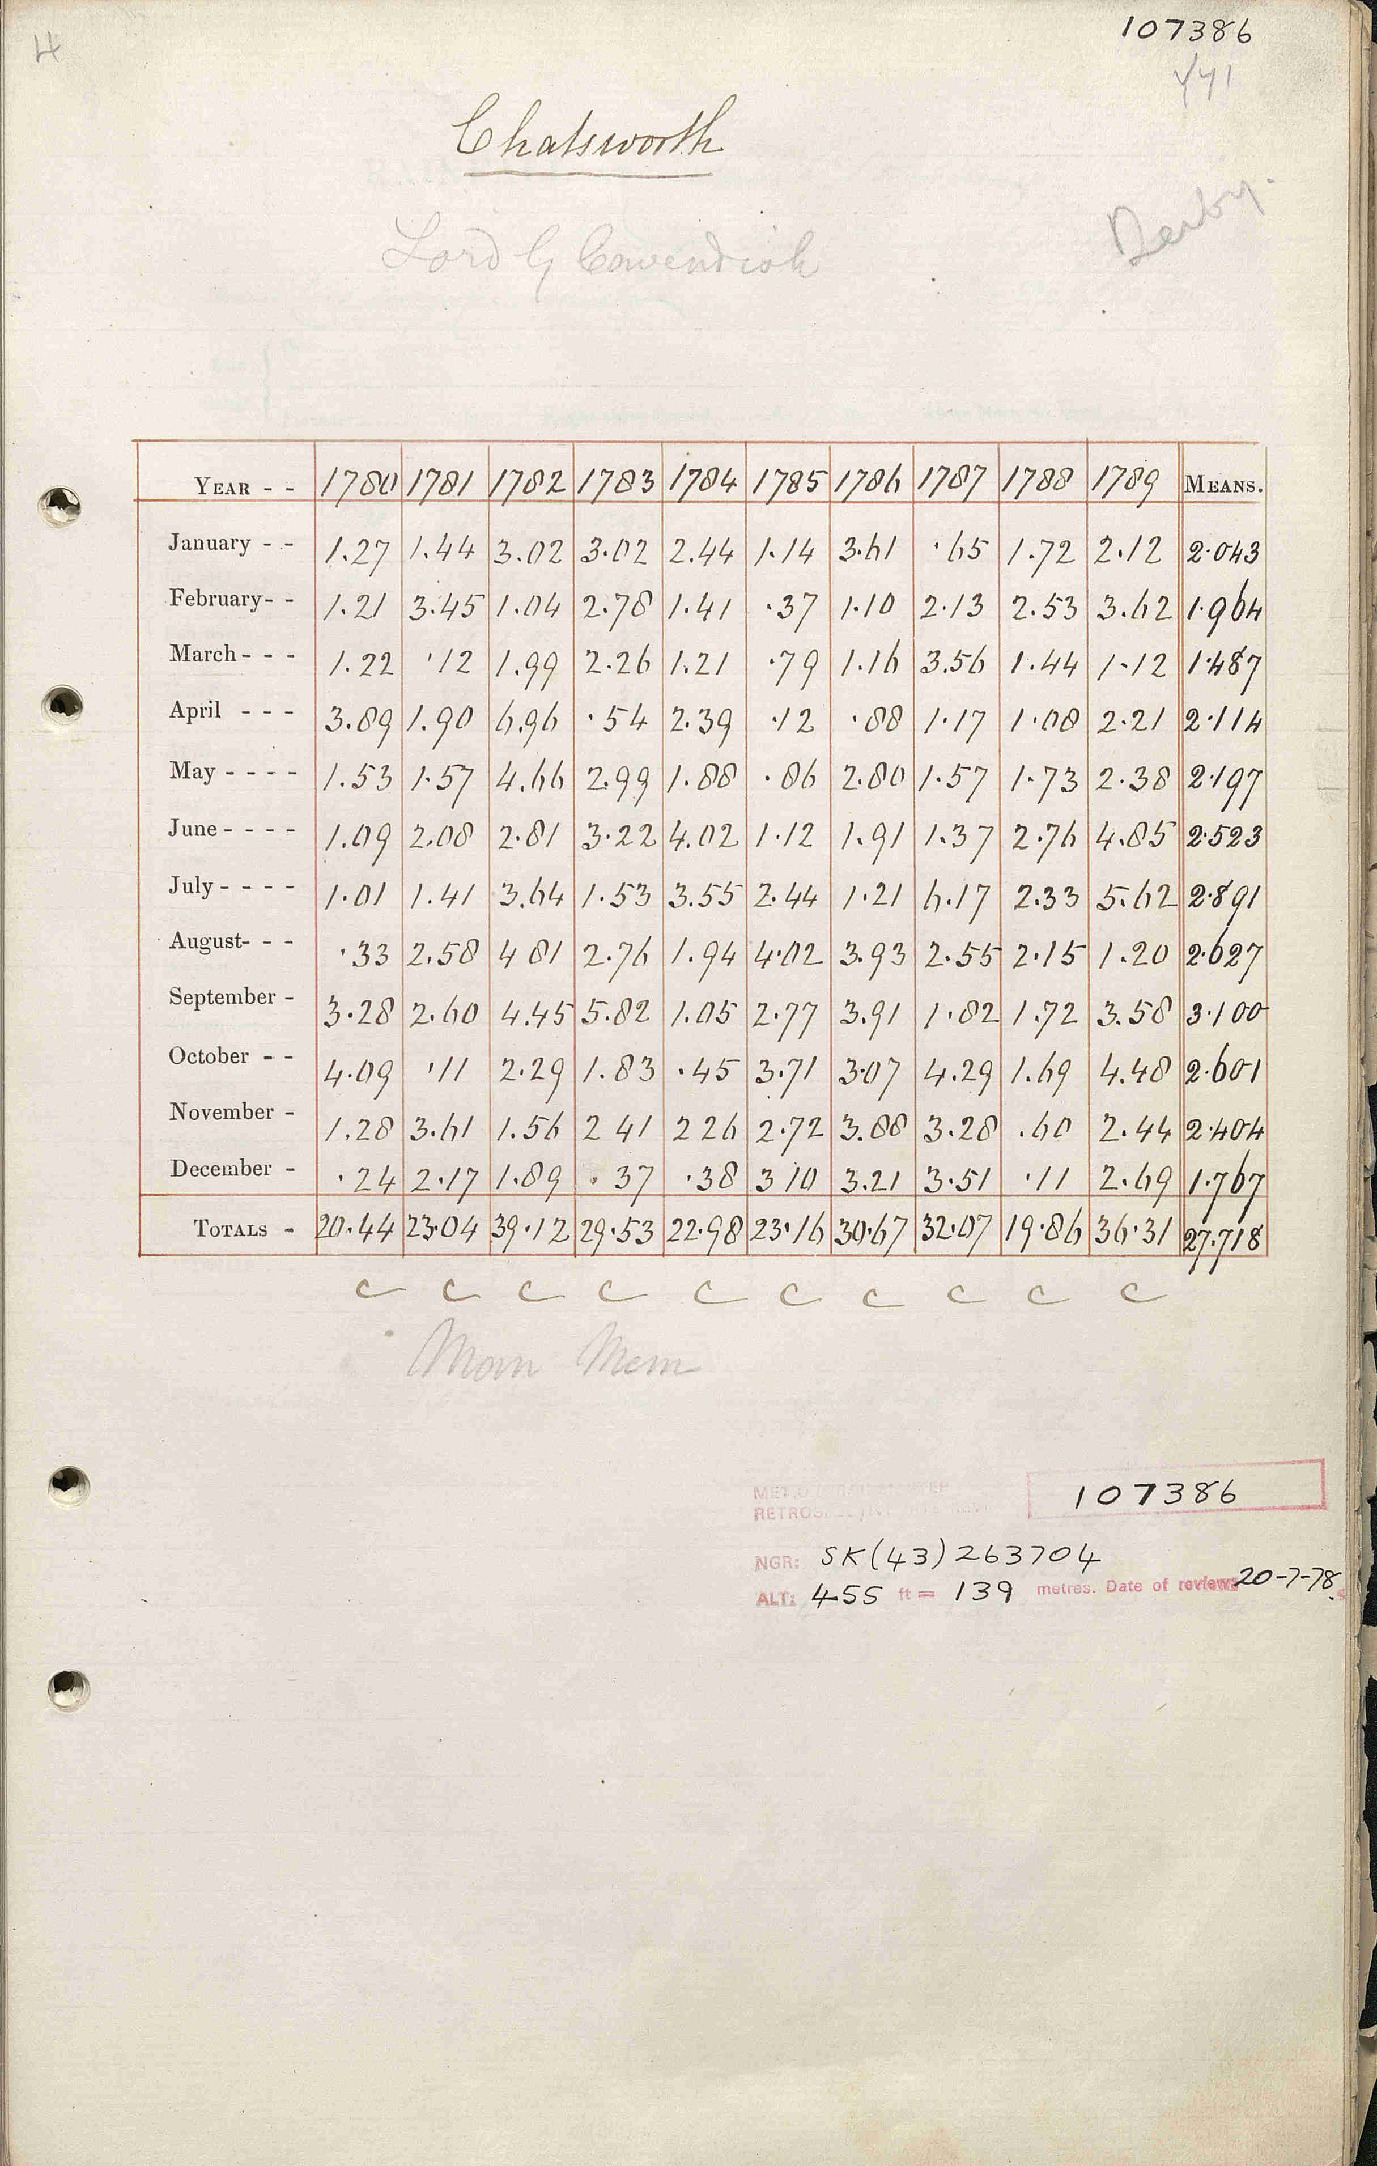 4
107386
Chatsworth
Derby.
Lord G Cavendish
YEAR - - 1780 1781 1782 1783 1784 1785 1786 1787 1788 1789 MEANS.
January - - 1.27 1.44 3.02 3.02 2.44 1.14 3.61 .65 1.72 2.12 2.043
February - - 1.21 3.45 1.04 2.78 1.41 .37 1.10 2.13 2.53 3.62 1.964
March - - - 1.22 .12 1.99 2.26 1.21 .79 1.16 3.56 1.44 1.12 1.487
April - - - 3.89 1.90 6.96 .54 2.39 .12 .88 1.17 1.08 2.21 2.114
May - - - - 1.53 1.57 4.66 2.99 1.88 .86 2.80 1.57 1.73 2.38 2.197
June - - - - 1.09 2.08 2.81 3.22 4.02 1.12 1.91 1.37 2.76 4.85 2.523
July - - - - 1.01 1.41 3.64 1.53 3.55 2.44 1.21 6.17 2.33 5.62 2.891
August - - - .33 2.58 4 81 2.76 1.94 4.02 3.93 2.55 2.15 1.20 2.627
September - 3.28 2.60 4.45 5.82 1.05 2.77 3.91 1.82 1.72 3.58 3.100
October - - 4.09 .11 2.29 1.83 .45 3.71 3.07 4.29 1.69 4.48 2.601
November - 1.28 3.61 1.56 2 41 2 26 2.72 3.88 3.28 .60 2.44 2.404
December - .24 2.17 1.89 .37 .38 3 10 3.21 3.51 .11 2.69 1.767
TOTALS - 20.44 23.04 39.12 29.53 22.98 23.16 30.67 32.07 19.86 36.31 27.718
c c c c c c c c c c
Mem
107386
NGR: SK(43)263704
ALT: 455 ft = 139 metres. Date of review 20-7-78